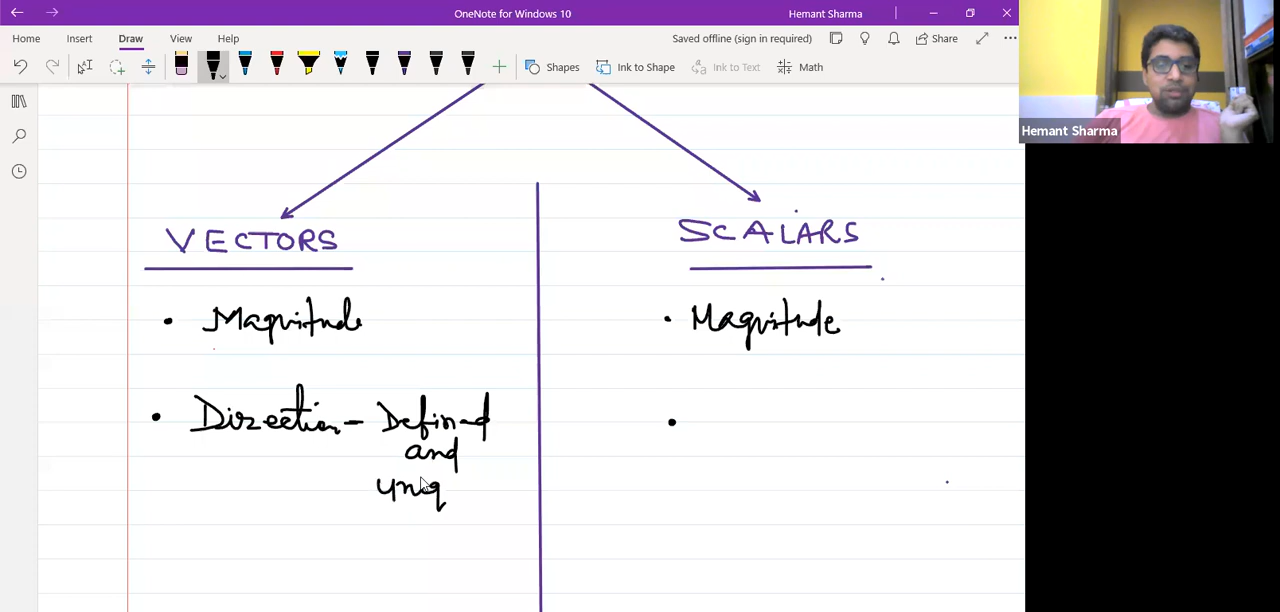 OneNote for Windows 10
Hemant Sharma
Home Insert Draw View Help
Saved offline (sign in required)
Share
Shapes
Ink to Shape
Ink to Text
Math
Hemant Sharma
VECTORS
SCALARS
• Magnitude
• Magnitude
• Direction - Defined
and
uniq
•